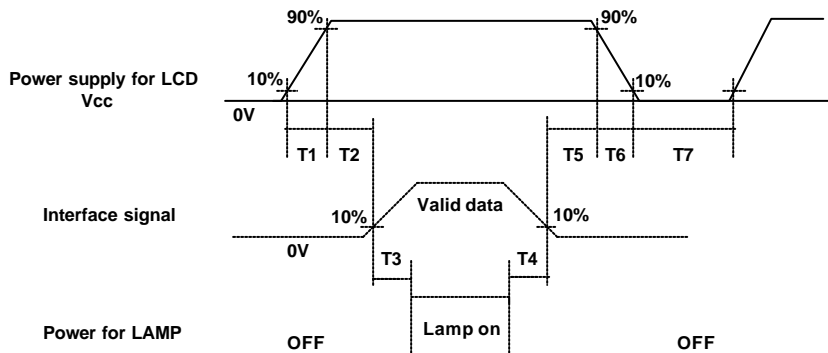 90%
90%
Power supply for LCD
Vcc
10%
10%
0V
T1
T2
T5
T6
T7
Interface signal
10%
Valid data
10%
0V
T3
T4
Power for LAMP
OFF
Lamp on
OFF